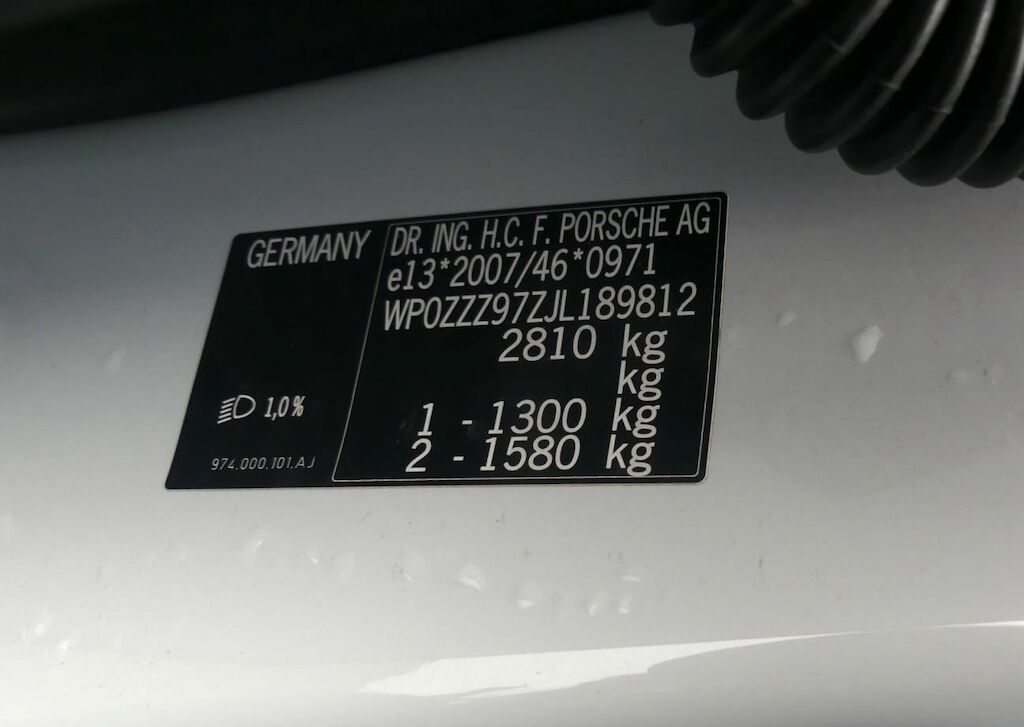 GERMANY
DR. ING. H.C. F. PORSCHE AG
e13*2007/46*0971
WP0ZZZ97ZJL189812
2810 kg
kg
1 - 1300 kg
2 - 1580 kg
1,0%
974.000.101.AJ